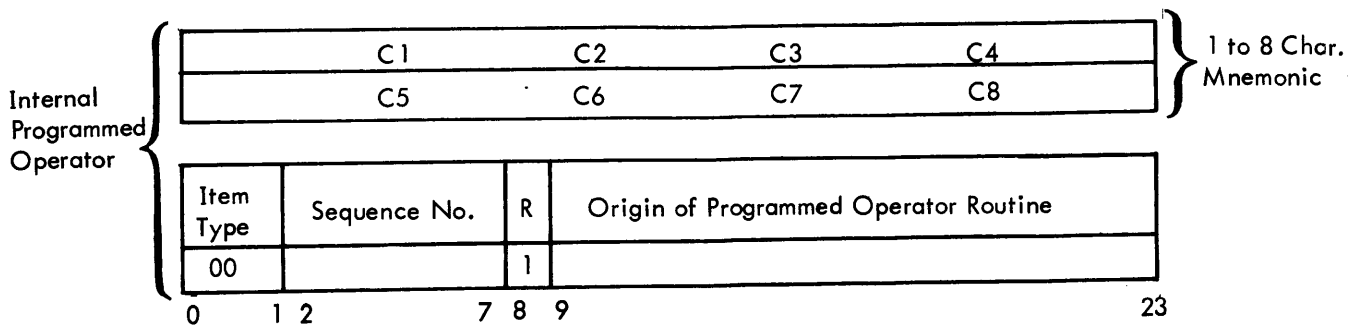 C1 C2 C3 C4
C5 C6 C7 C8
1 to 8 Char.
Mnemonic
Internal
Programmed
Operator
Item
Type
Sequence No.
R
Origin of Programmed Operator Routine
00 1
0 1 2 7 8 9 23